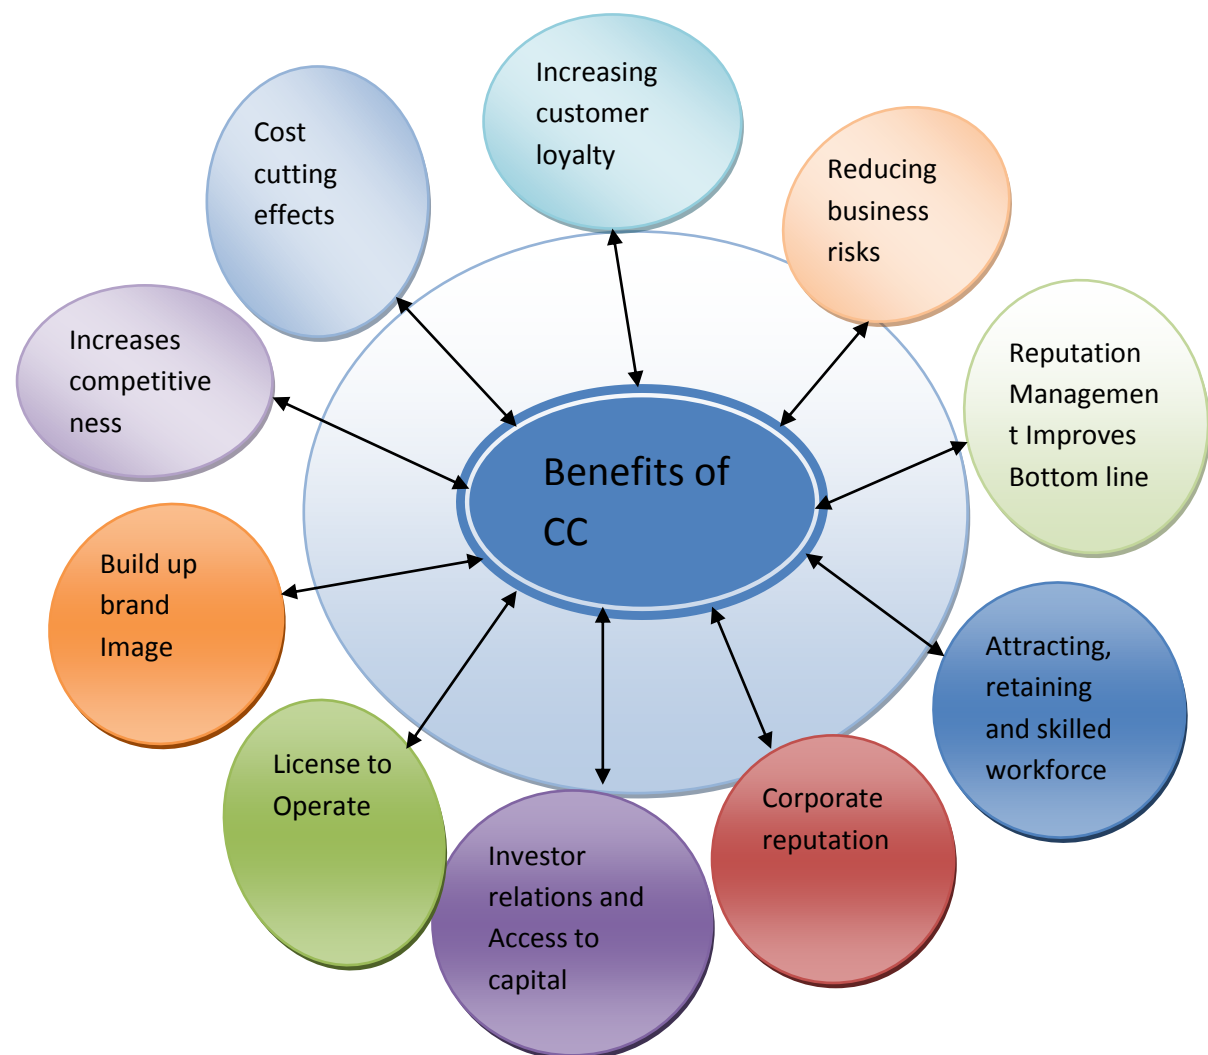 Increasing
customer
loyalty
Cost
cutting
effects
Reducing
business
risks
Increases
competitive
ness
Reputation
Managemen
t Improves
Bottom line
Benefits of
CC
Build up
brand
Image
Attracting,
retaining
and skilled
workforce
License to
Operate
Corporate
reputation
Investor
relations and
Access to
capital